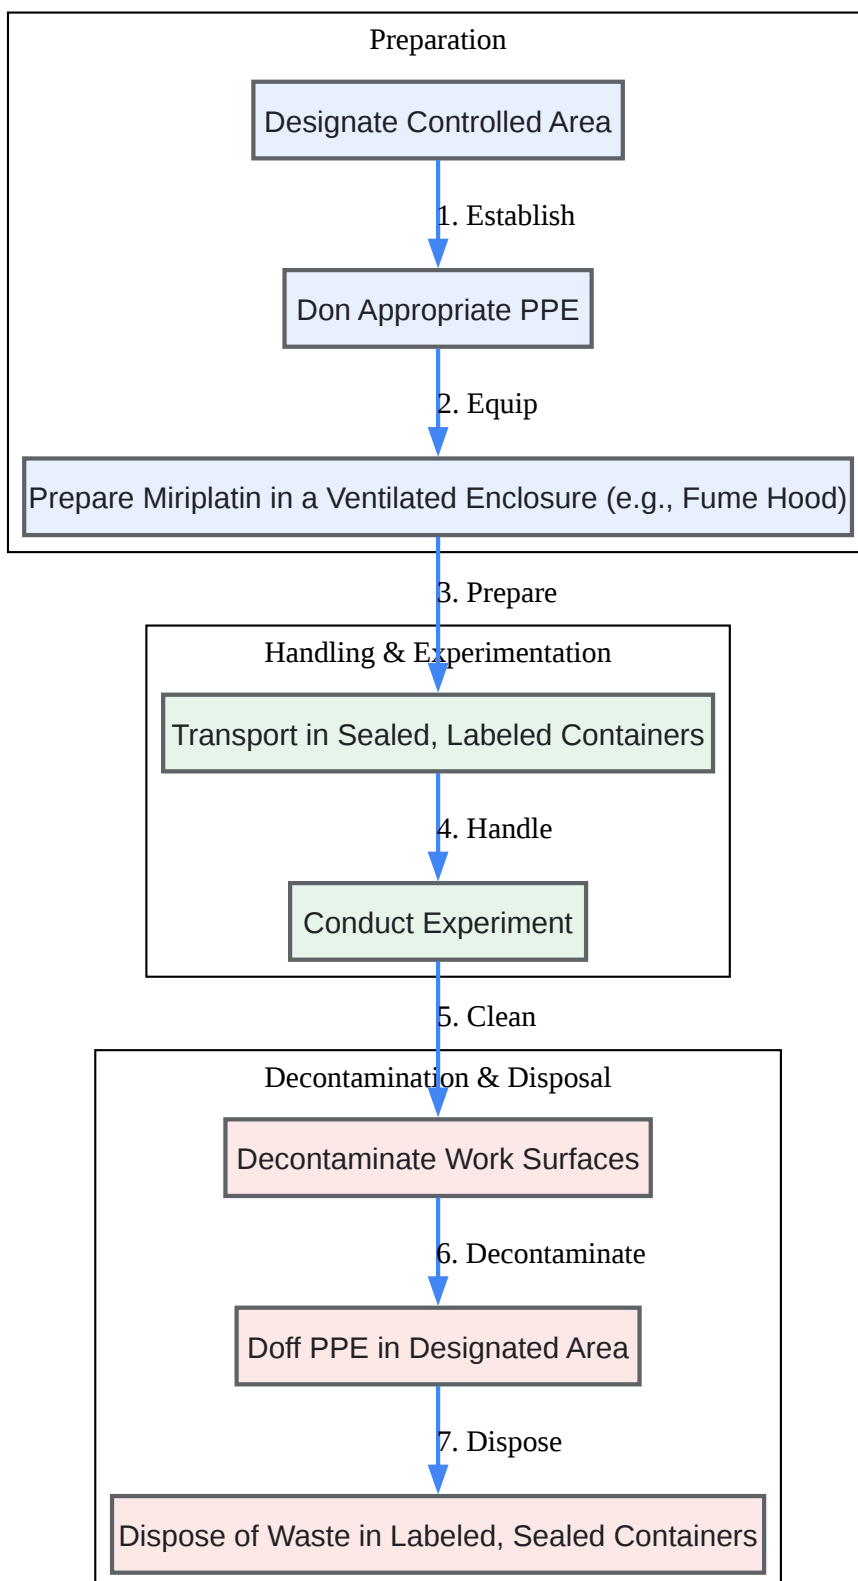 Preparation
Designate Controlled Area
1. Establish
Don Appropriate PPE
2. Equip
Prepare Miriplatin in a Ventilated Enclosure (e.g., Fume Hood)
3. Prepare
Handling & Experimentation
Transport in Sealed, Labeled Containers
4. Handle
Conduct Experiment
5. Clean
Decontamination & Disposal
Decontaminate Work Surfaces
6. Decontaminate
Doff PPE in Designated Area
7. Dispose
Dispose of Waste in Labeled, Sealed Containers